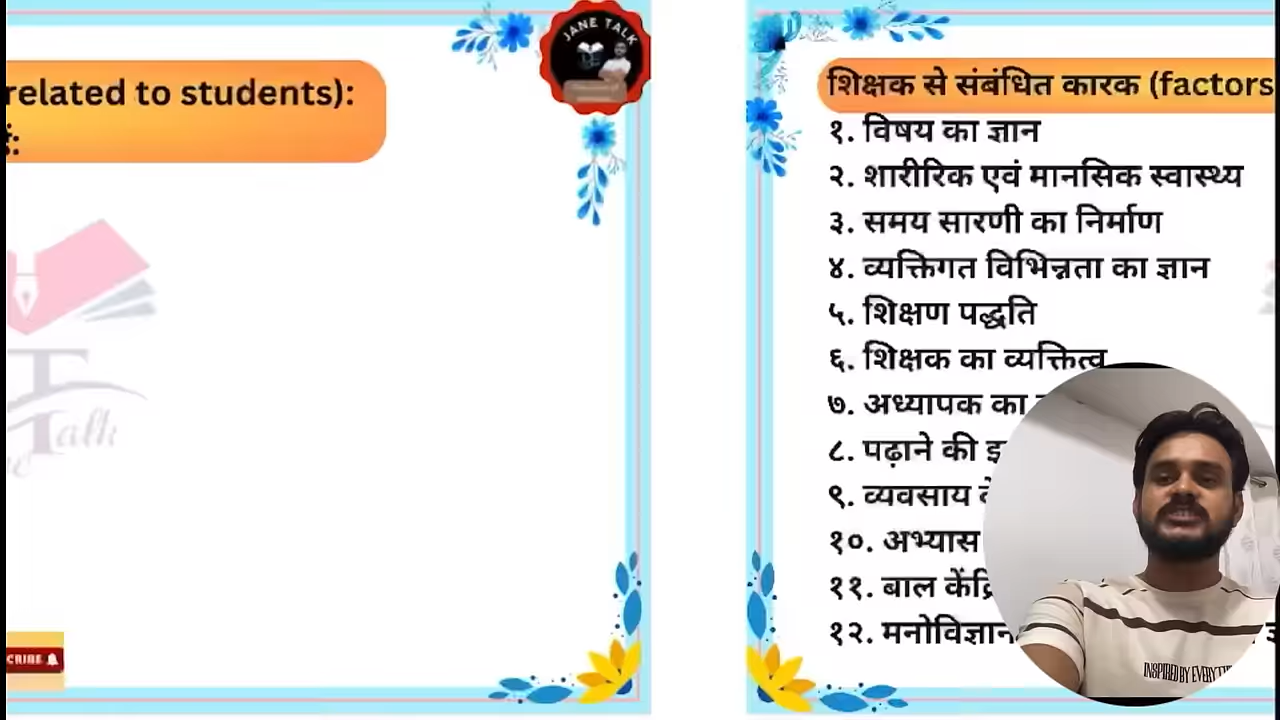 related to students):
JANE TALK
Talk
CRIBE
शिक्षक से संबंधित कारक (factors
१. विषय का ज्ञान
२. शारीरिक एवं मानसिक स्वास्थ्य
३. समय सारणी का निर्माण
४. व्यक्तिगत विभिन्नता का ज्ञान
५. शिक्षण पद्धति
६. शिक्षक का व्यक्तित्व
७. अध्यापक का
८. पढ़ाने की
९. व्यवसाय
१०. अभ्यास
११. बाल
१२. मनोविज्ञान
INSPIRED BY